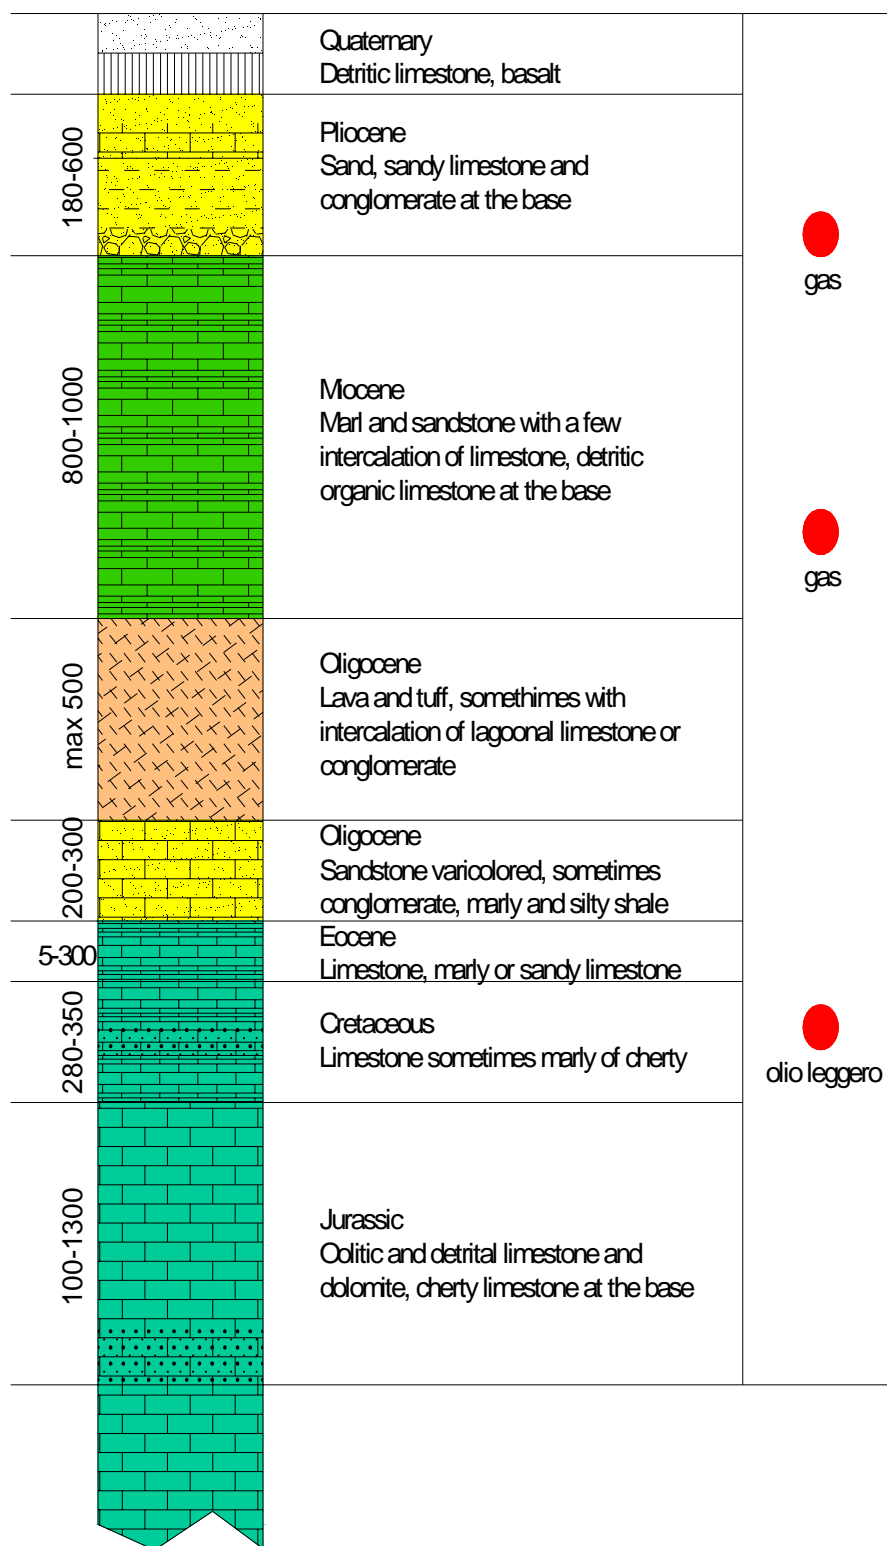 Quaternary
Detritic limestone, basalt
180-600
Pliocene
Sand, sandy limestone and
conglomerate at the base
gas
800-1000
Miocene
Marl and sandstone with a few
intercalation of limestone, detritic
organic limestone at the base
gas
max 500
Oligocene
Lava and tuff, somethimes with
intercalation of lagoonal limestone or
conglomerate
200-300
Oligocene
Sandstone varicolored, sometimes
conglomerate, marly and silty shale
5-300
Eocene
Limestone, marly or sandy limestone
280-350
Cretaceous
Limestone sometimes marly of cherty
olio leggero
100-1300
Jurassic
Oolitic and detrital limestone and
dolomite, cherty limestone at the base